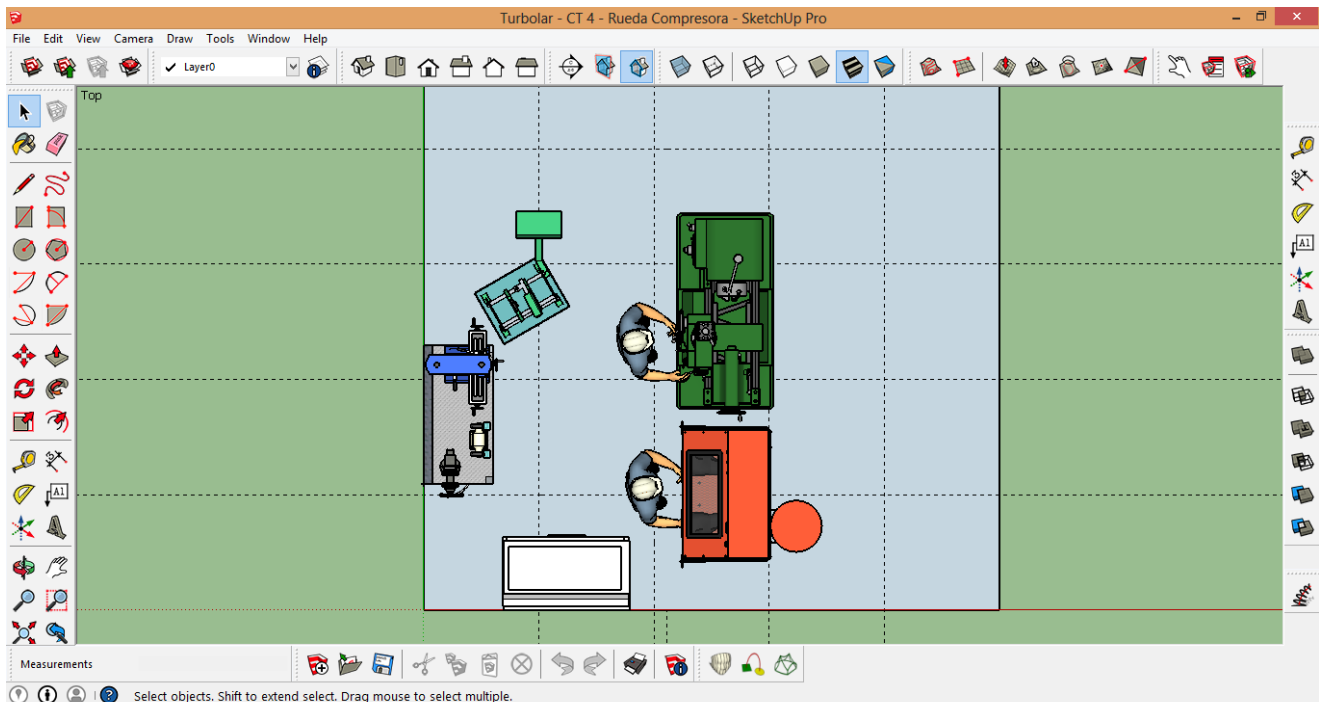 Turbolar - CT 4 - Rueda Compresora - SketchUp Pro
File Edit View Camera Draw Tools Window Help
Layer0
Top
A1
A1
Measurements
Select objects. Shift to extend select. Drag mouse to select multiple.